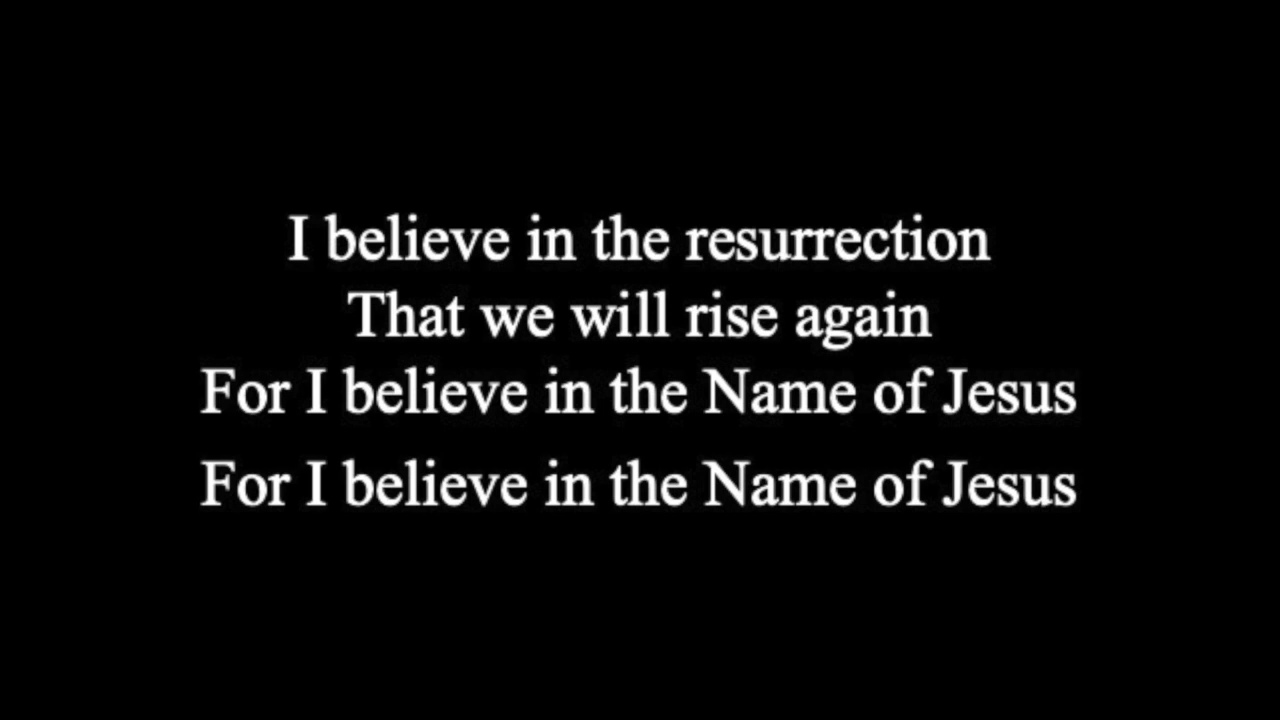 I believe in the resurrection
That we will rise again
For I believe in the Name of Jesus
For I believe in the Name of Jesus